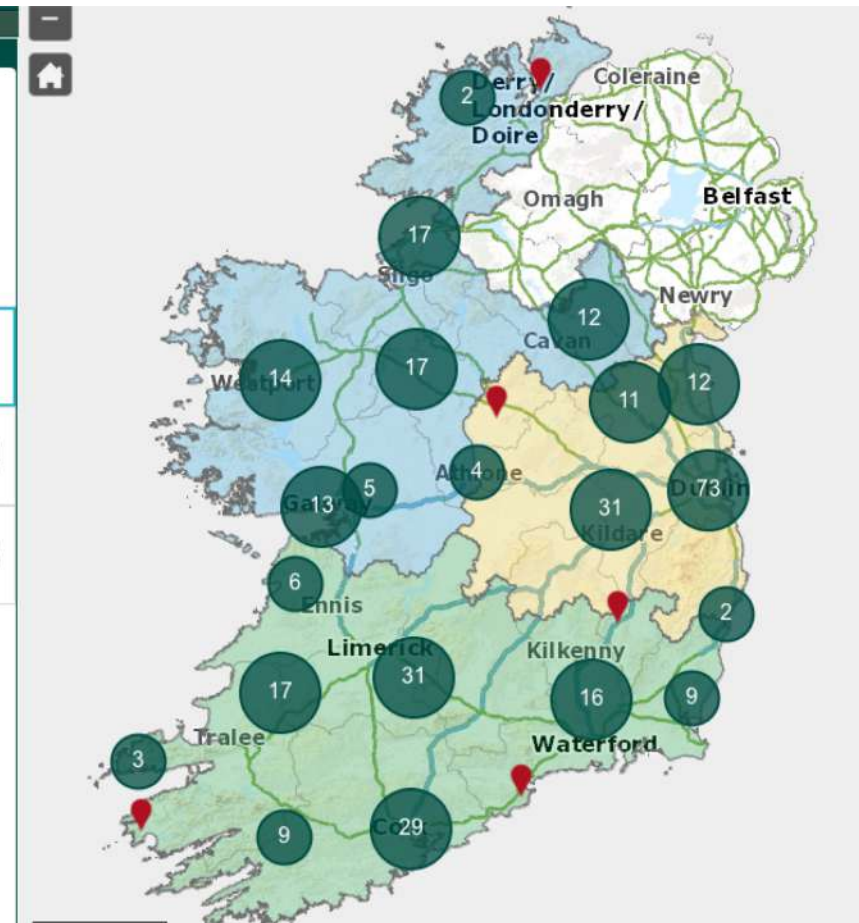 −
2
Derry/
Londonderry/
Doire
Coleraine
Omagh
Belfast
17
Sligo
Newry
12
Cavan
Westport
14
17
11
12
Athlone
4
5
Galway
13
73
Dublin
31
Kildare
6
Ennis
2
Limerick
Kilkenny
17
31
16
9
Tralee
Waterford
3
9
Cork
29